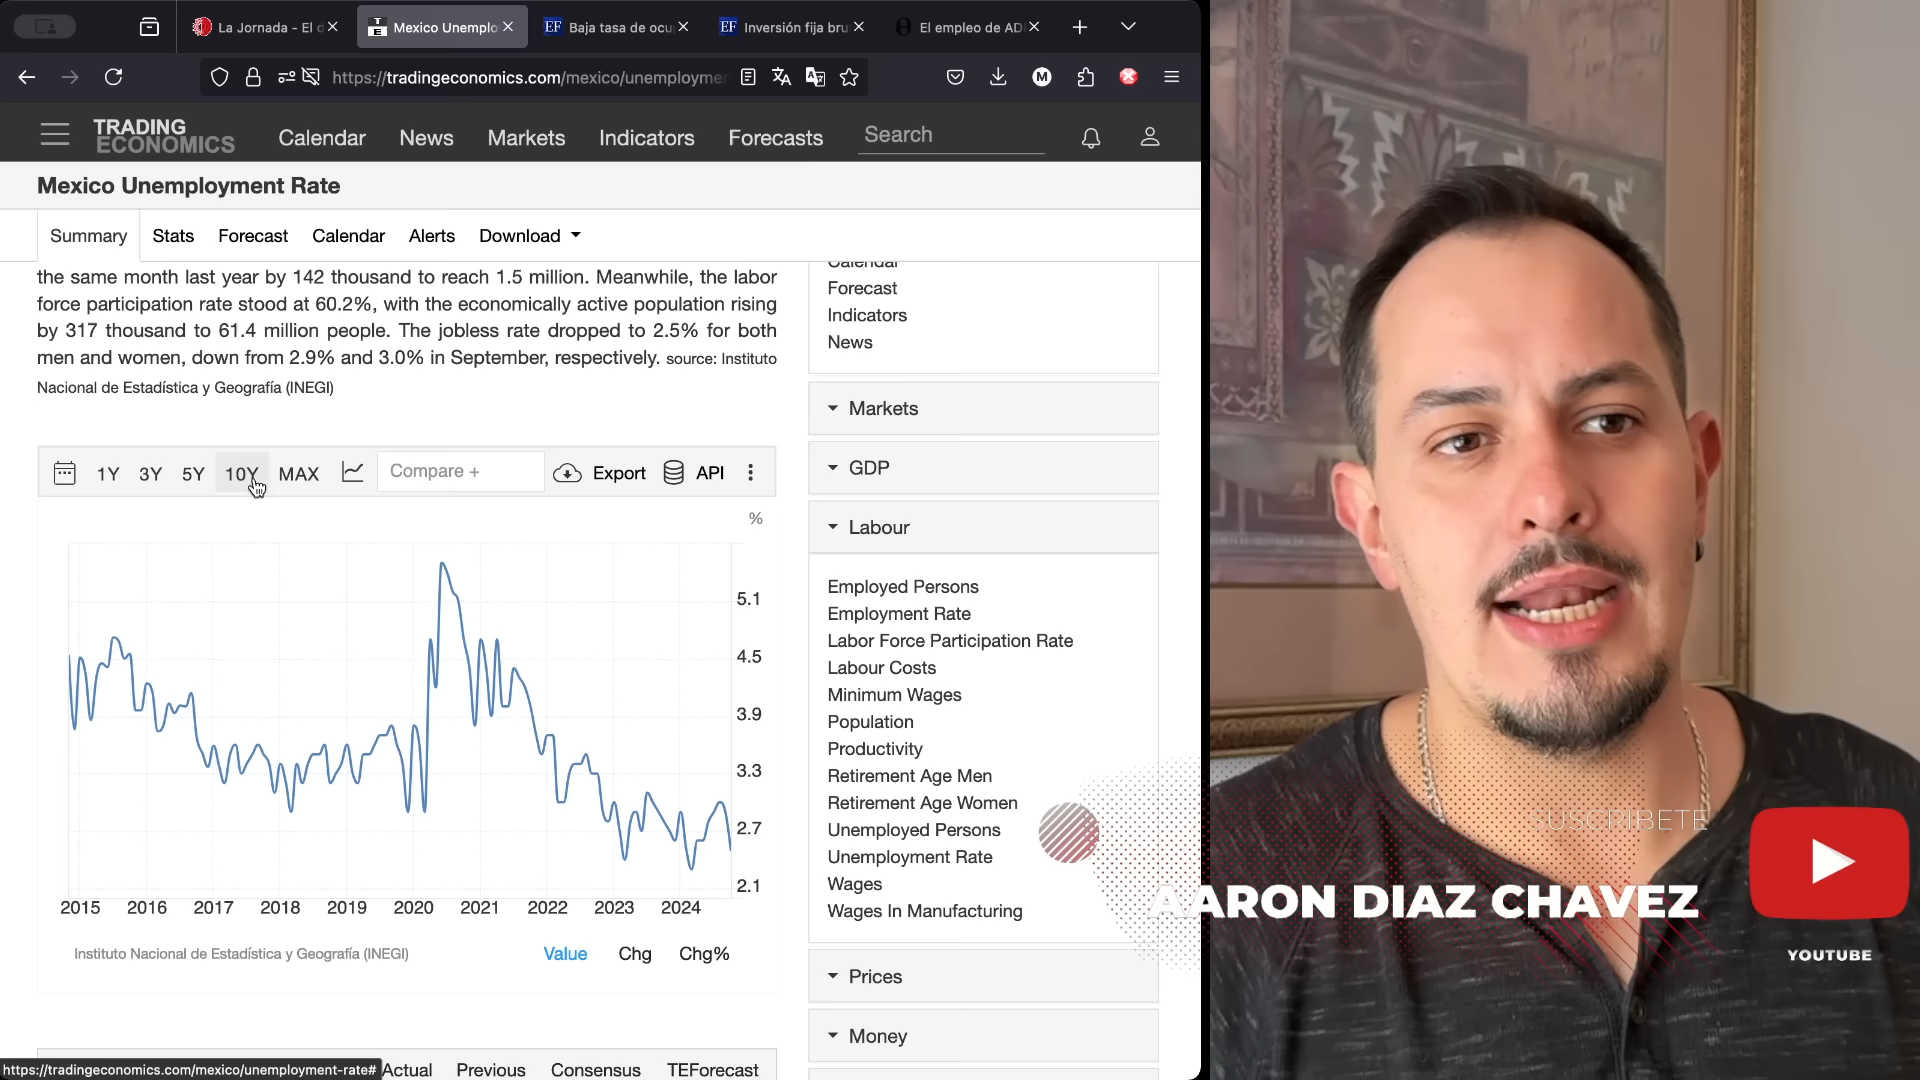 La Jornada - El d
Mexico Unemplo
EF Baja tasa de ocu
EF Inversión fija bru
El empleo de AD
https://tradingeconomics.com/mexico/unemployme
M
TRADING
ECONOMICS
Calendar News Markets Indicators Forecasts Search
Mexico Unemployment Rate
Summary Stats Forecast Calendar Alerts Download
the same month last year by 142 thousand to reach 1.5 million. Meanwhile, the labor
force participation rate stood at 60.2%, with the economically active population rising
by 317 thousand to 61.4 million people. The jobless rate dropped to 2.5% for both
men and women, down from 2.9% and 3.0% in September, respectively. source: Instituto
Nacional de Estadística y Geografía (INEGI)
1Y 3Y 5Y 10Y MAX Compare + Export API
%
5.1
4.5
3.9
3.3
2.7
2.1
2015 2016 2017 2018 2019 2020 2021 2022 2023 2024
Instituto Nacional de Estadística y Geografía (INEGI) Value Chg Chg%
Actual Previous Consensus TEForecast
https://tradingeconomics.com/mexico/unemployment-rate#
Calendar
Forecast
Indicators
News
Markets
GDP
Labour
Employed Persons
Employment Rate
Labor Force Participation Rate
Labour Costs
Minimum Wages
Population
Productivity
Retirement Age Men
Retirement Age Women
Unemployed Persons
Unemployment Rate
Wages
Wages In Manufacturing
Prices
Money
SUSCRIBETE
AARON DIAZ CHAVEZ
YOUTUBE